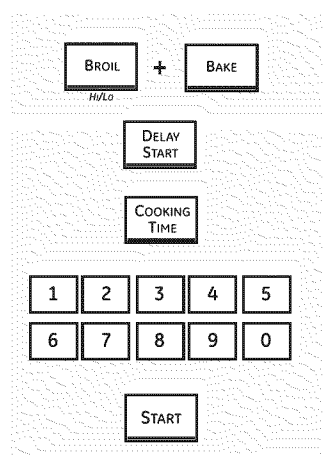 BROIL + BAKE
HI/LO
DELAY
START
COOKING
TIME
1 2 3 4 5
6 7 8 9 0
START